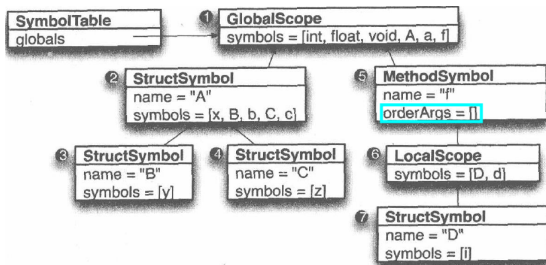 SymbolTable
globals
1 GlobalScope
symbols = [int, float, void, A, a, f]
2 StructSymbol
name = "A"
symbols = [x, B, b, C, c]
5 MethodSymbol
name = "f"
orderArgs = []
3 StructSymbol
name = "B"
symbols = [y]
4 StructSymbol
name = "C"
symbols = [z]
6 LocalScope
symbols = [D, d]
7 StructSymbol
name = "D"
symbols = [i]